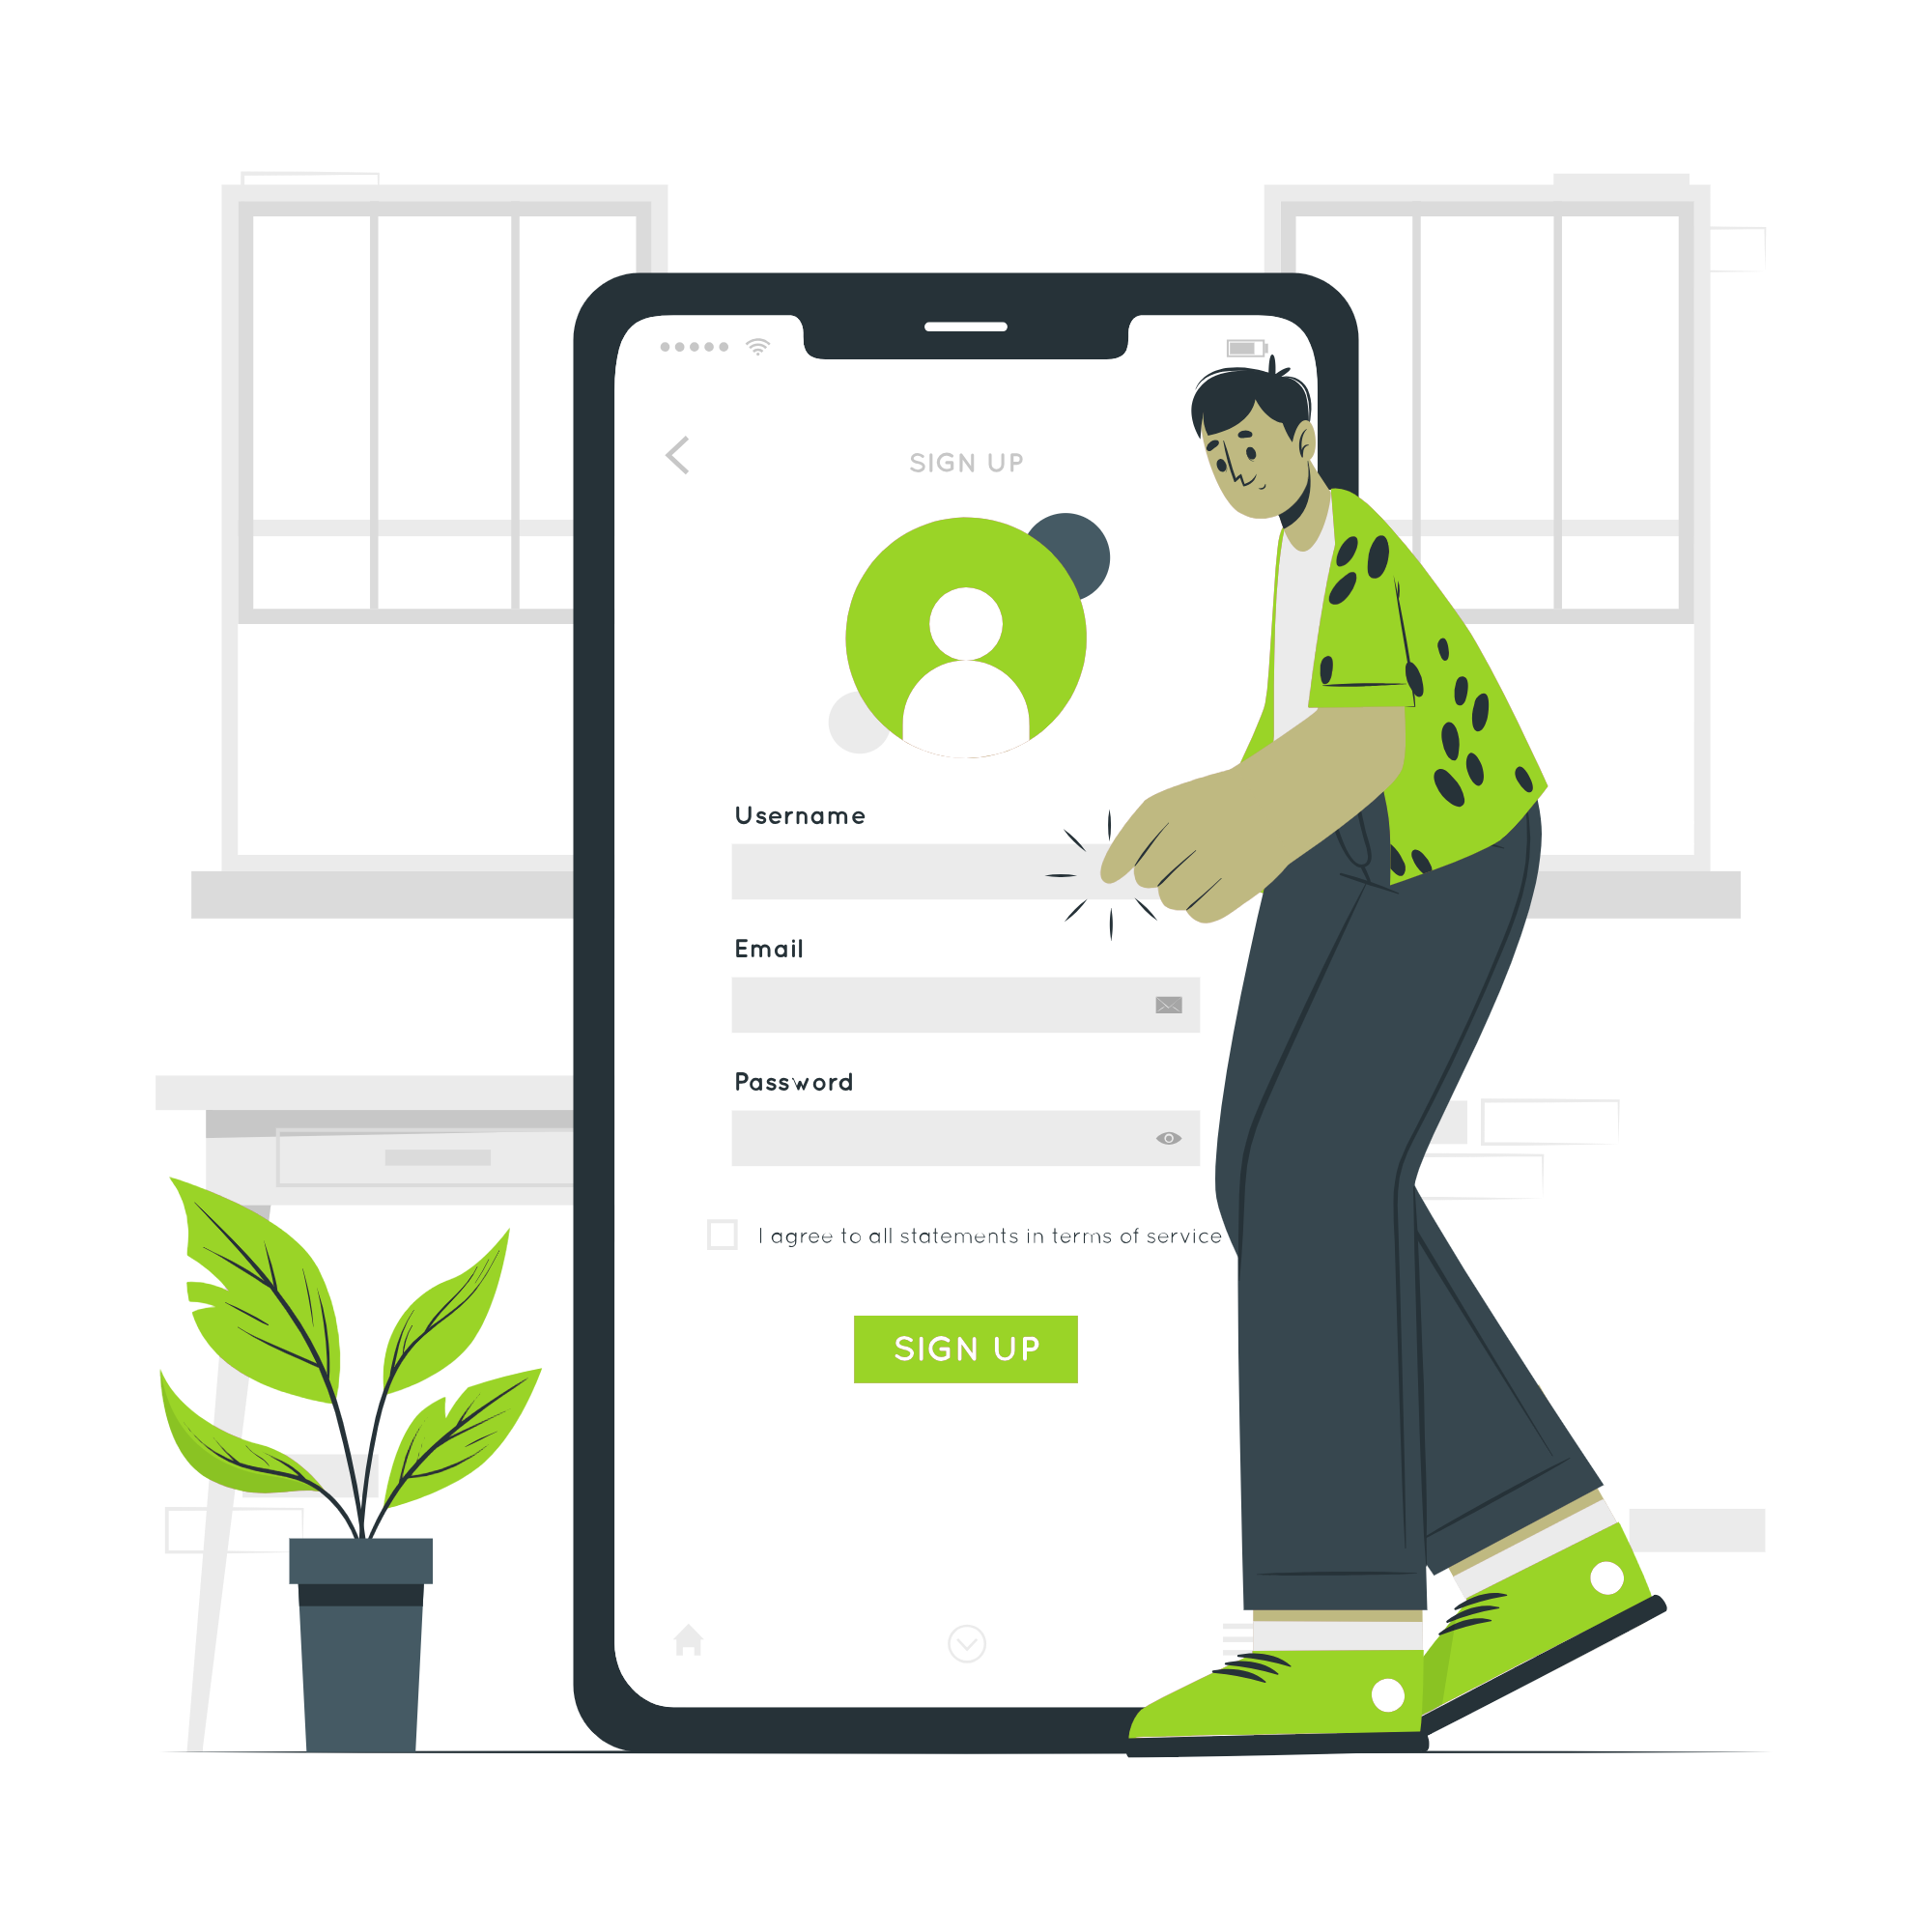 SIGN UP
Username
Email
Password
I agree to all statements in terms of service
SIGN UP